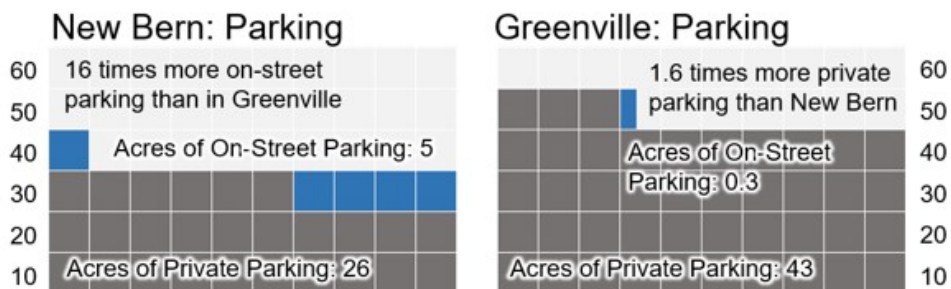 New Bern: Parking
60
50
40
30
20
10
16 times more on-street
parking than in Greenville
Acres of On-Street Parking: 5
Acres of Private Parking: 26
Greenville: Parking
1.6 times more private
parking than New Bern
Acres of On-Street
Parking: 0.3
Acres of Private Parking: 43
60
50
40
30
20
10